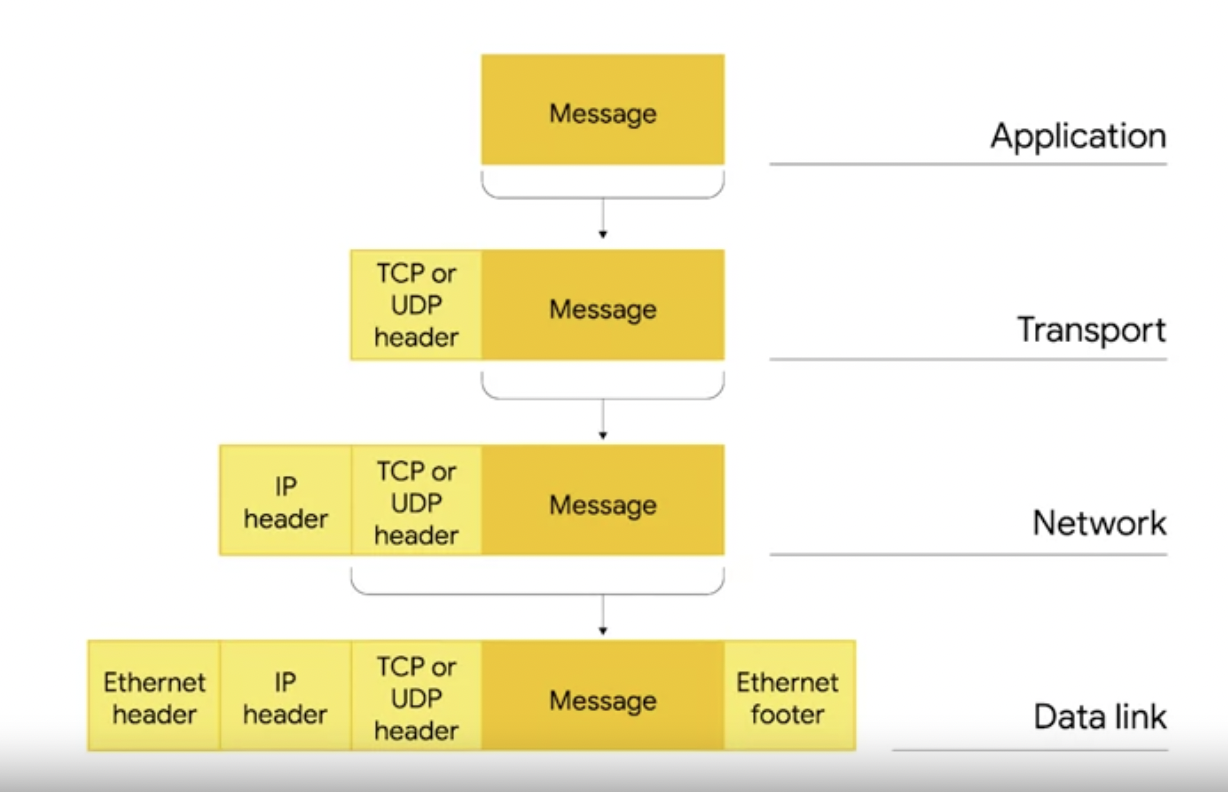 Message
Application
TCP or
UDP
header
Message
Transport
IP
header
TCP or
UDP
header
Message
Network
Ethernet
header
IP
header
TCP or
UDP
header
Message
Ethernet
footer
Data link